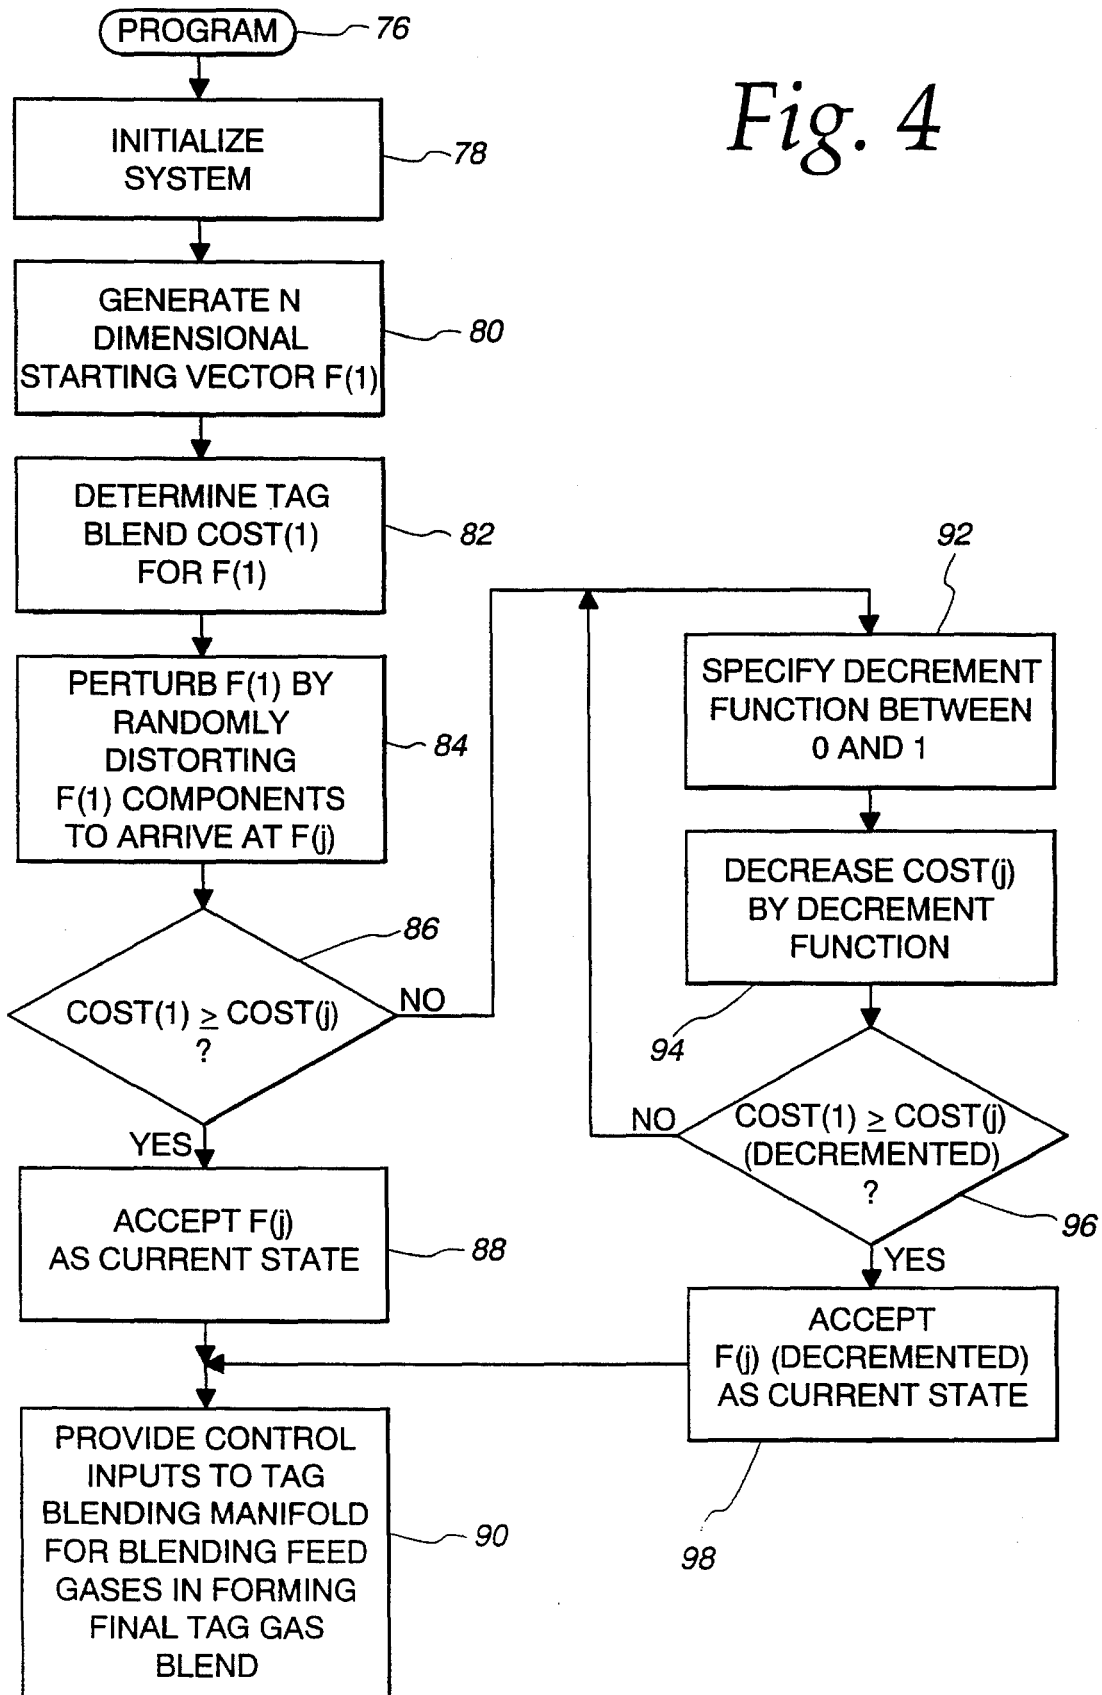 PROGRAM
76
Fig. 4
INITIALIZE
SYSTEM
78
GENERATE N
DIMENSIONAL
STARTING VECTOR F(1)
80
DETERMINE TAG
BLEND COST(1)
FOR F(1)
82
PERTURB F(1) BY
RANDOMLY
DISTORTING
F(1) COMPONENTS
TO ARRIVE AT F(j)
84
86
COST(1) ≥ COST(j)
?
NO
YES
ACCEPT F(j)
AS CURRENT STATE
88
PROVIDE CONTROL
INPUTS TO TAG
BLENDING MANIFOLD
FOR BLENDING FEED
GASES IN FORMING
FINAL TAG GAS
BLEND
90
92
SPECIFY DECREMENT
FUNCTION BETWEEN
0 AND 1
DECREASE COST(j)
BY DECREMENT
FUNCTION
94
NO
COST(1) ≥ COST(j)
(DECREMENTED)
?
96
YES
ACCEPT
F(j) (DECREMENTED)
AS CURRENT STATE
98